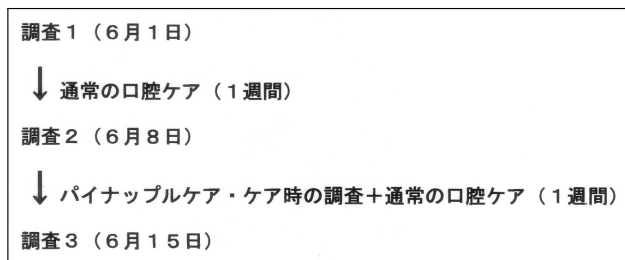 調査1(6月1日)
↓ 通常の口腔ケア(1週間)
調査2(6月8日)
↓ パイナップルケア・ケア時の調査+通常の口腔ケア(1週間)
調査3(6月15日)